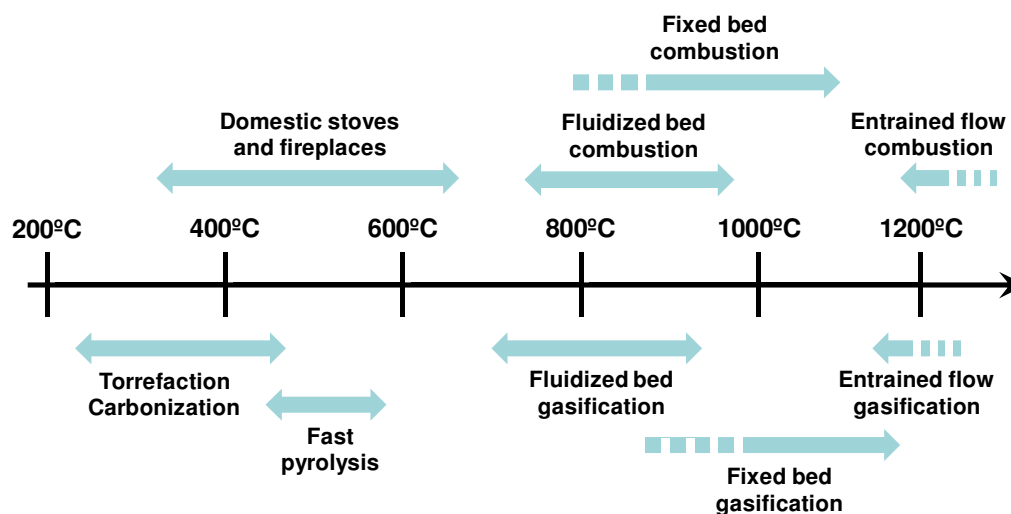 Fixed bed
combustion
Domestic stoves
and fireplaces
Fluidized bed
combustion
Entrained flow
combustion
200ºC 400ºC 600ºC 800ºC 1000ºC 1200ºC
Torrefaction
Carbonization
Fast
pyrolysis
Fluidized bed
gasification
Entrained flow
gasification
Fixed bed
gasification